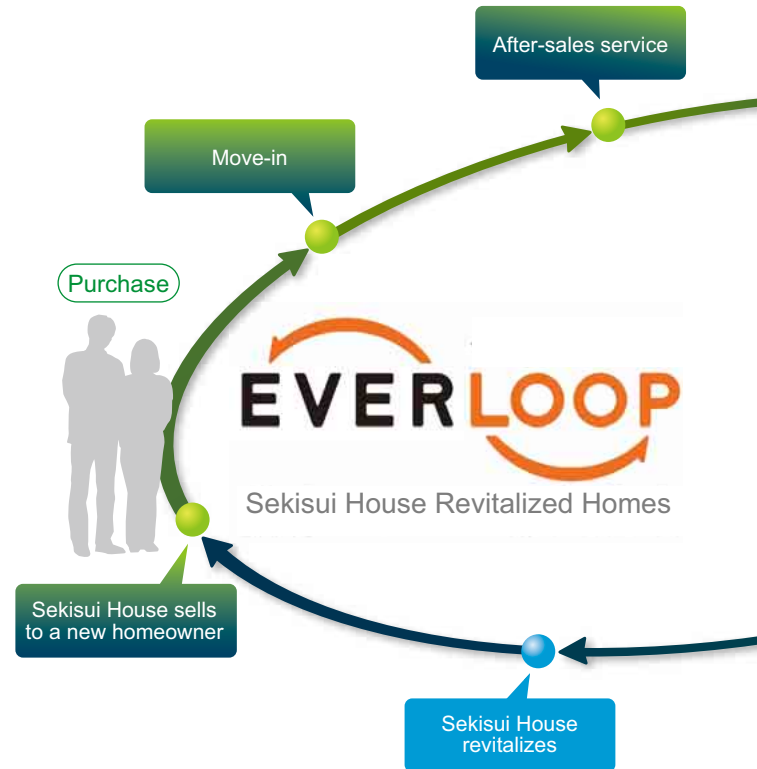 After-sales service
Move-in
Purchase
EVERLOOP
Sekisui House Revitalized Homes
Sekisui House sells
to a new homeowner
Sekisui House
revitalizes